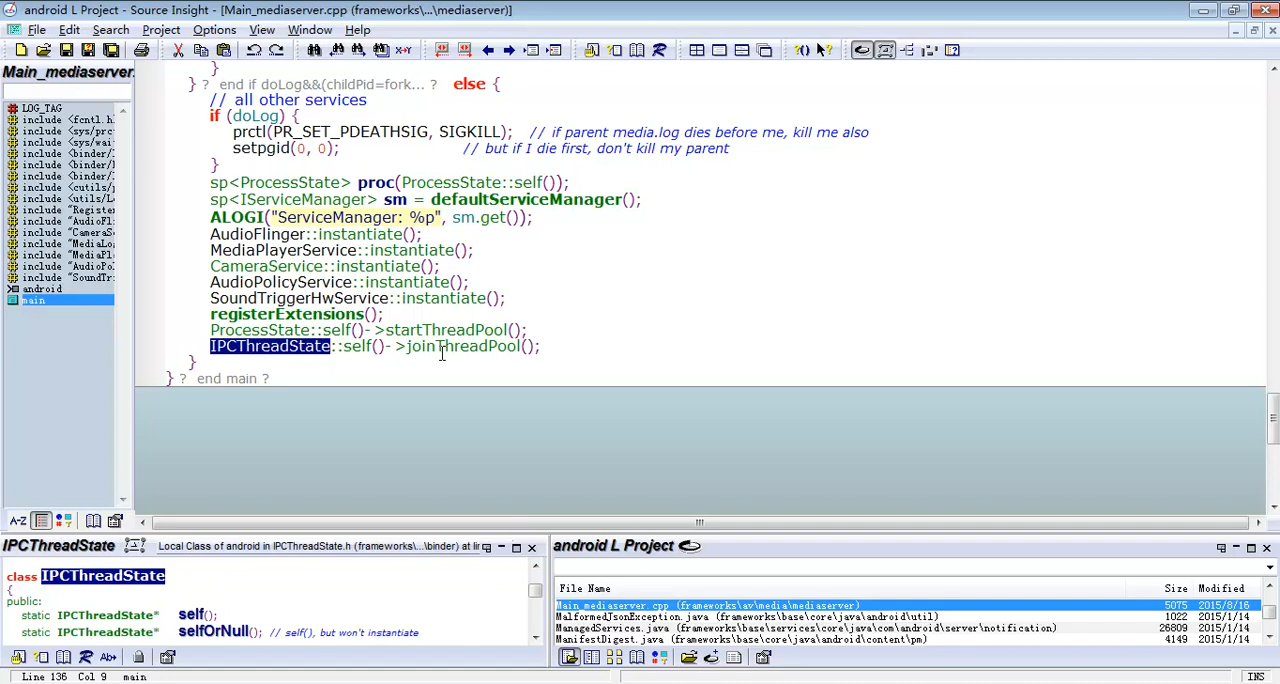 android L Project - Source Insight - [Main_mediaserver.cpp (frameworks\...\mediaserver)]
File Edit Search Project Options View Window Help
Main_mediaserver.
LOG_TAG
include <fcntl.h
include <sys/prc
include <sys/wai
include <binder/
include <binder/
include <binder/
include <cutils/p
include <utils/L
include "Registe
include "AudioFl
include "CameraS
include "MediaLo
include "MediaPl
include "AudioPo
include "SoundTr
android
main
}
} ? end if doLog&&(childPid=fork... ? else {
// all other services
if (doLog) {
prctl(PR_SET_PDEATHSIG, SIGKILL); // if parent media.log dies before me, kill me also
setpgid(0, 0); // but if I die first, don't kill my parent
}
sp<ProcessState> proc(ProcessState::self());
sp<IServiceManager> sm = defaultServiceManager();
ALOGI("ServiceManager: %p", sm.get());
AudioFlinger::instantiate();
MediaPlayerService::instantiate();
CameraService::instantiate();
AudioPolicyService::instantiate();
SoundTriggerHwService::instantiate();
registerExtensions();
ProcessState::self()->startThreadPool();
IPCThreadState::self()->joinThreadPool();
}
} ? end main ?
A-Z
IPCThreadState Local Class of android in IPCThreadState.h (frameworks\...\binder) at li
class IPCThreadState
{
public:
static IPCThreadState* self();
static IPCThreadState* selfOrNull(); // self(), but won't instantiate
android L Project
File Name Size Modified
Main_mediaserver.cpp (frameworks\av\media\mediaserver) 5075 2015/8/16
MalformedJsonException.java (frameworks\base\core\java\android\util) 1022 2015/1/14
ManagedServices.java (frameworks\base\services\core\java\com\android\server\notification) 28809 2015/1/14
ManifestDigest.java (frameworks\base\core\java\android\content\pm) 4149 2015/1/14
Line 136 Col 9 main INS